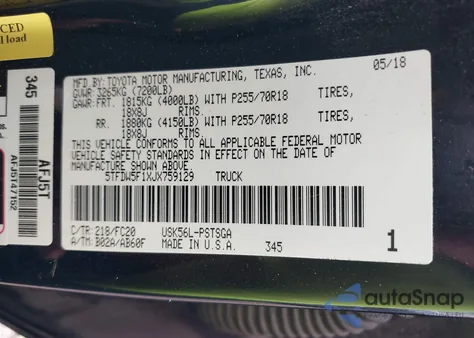 CED
load
345
AFJ5T
AFJ5T47152
MFD.BY: TOYOTA MOTOR MANUFACTURING, TEXAS, INC. 05/18
GVWR: 3265KG (7200LB)
GAWR: FRT. 1815KG (4000LB) WITH P255/70R18 TIRES,
18X8J RIMS.
RR. 1880KG (4150LB) WITH P255/70R18 TIRES,
18X8J RIMS.
THIS VEHICLE CONFORMS TO ALL APPLICABLE FEDERAL MOTOR
VEHICLE SAFETY STANDARDS IN EFFECT ON THE DATE OF
MANUFACTURE SHOWN ABOVE.
5TFDW5F1XJX759129 TRUCK
C/TR: 218/FC20 USK56L-PSTSGA
A/TM: B02A/AB60F MADE IN U.S.A. 345 1
autoSnap